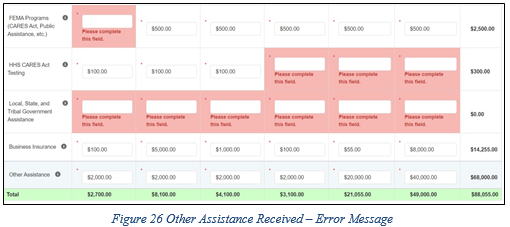 FEMA Programs
(CARES Act, Public
Assistance, etc.)
* Please complete this field.
* $500.00
* $500.00
* $500.00
* $500.00
* $500.00
$2,500.00
HHS CARES Act
Testing
* $100.00
* $100.00
* $100.00
* Please complete this field.
* Please complete this field.
* Please complete this field.
$300.00
Local, State, and
Tribal Government
Assistance
* Please complete this field.
* Please complete this field.
* Please complete this field.
* Please complete this field.
* Please complete this field.
* Please complete this field.
$0.00
Business Insurance
* $100.00
* $5,000.00
* $1,000.00
* $100.00
* $55.00
* $8,000.00
$14,255.00
Other Assistance
* $2,000.00
* $2,000.00
* $2,000.00
* $2,000.00
* $20,000.00
* $40,000.00
$68,000.00
Total $2,700.00 $8,100.00 $4,100.00 $3,100.00 $21,055.00 $49,000.00 $88,055.00
Figure 26 Other Assistance Received – Error Message